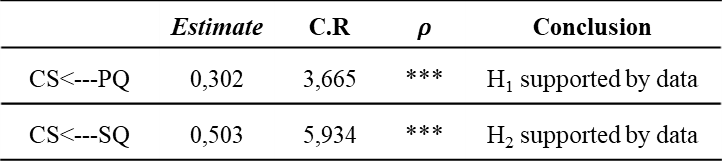 Estimate C.R ρ Conclusion
CS<---PQ 0,302 3,665 *** H₁ supported by data
CS<---SQ 0,503 5,934 *** H₂ supported by data